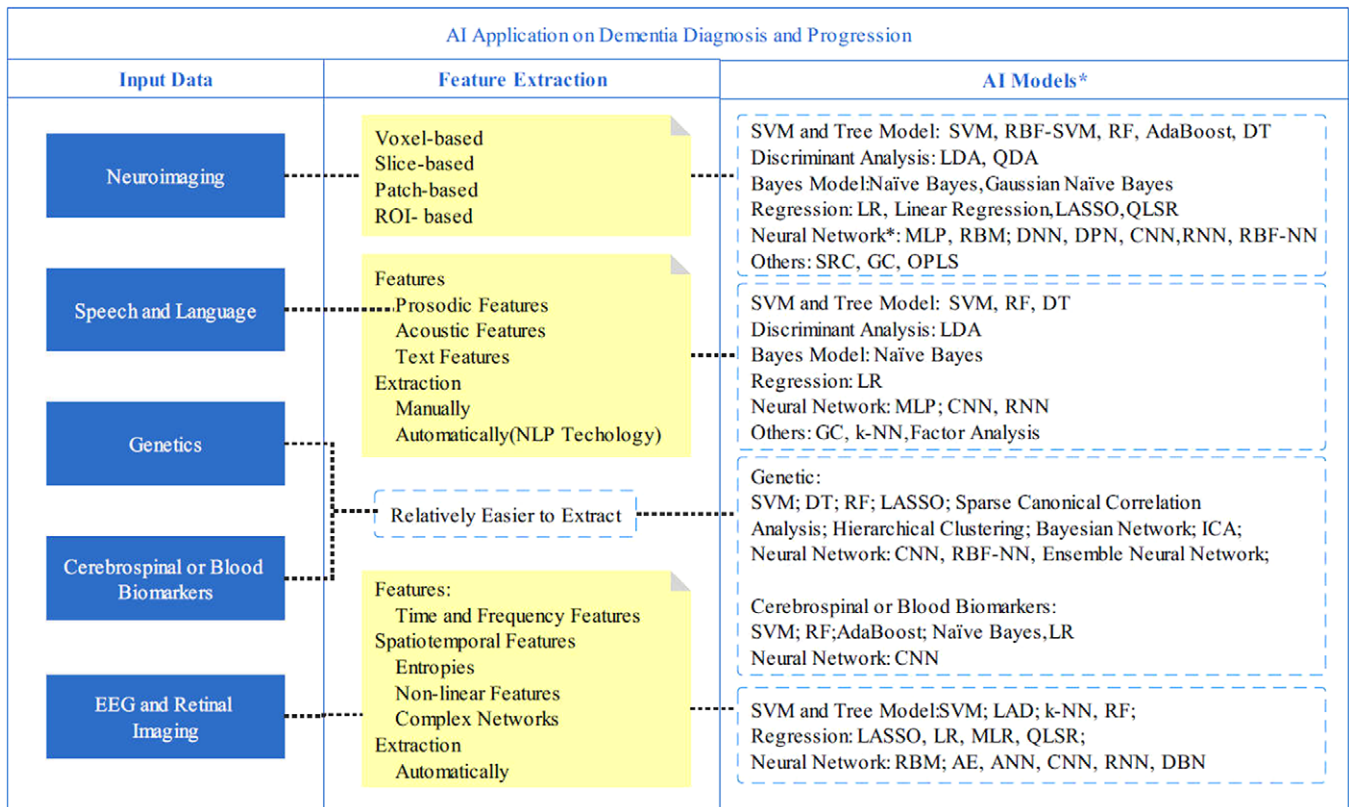 AI Application on Dementia Diagnosis and Progression
Input Data
Feature Extraction
AI Models*
Neuroimaging
Voxel-based
Slice-based
Patch-based
ROI- based
SVM and Tree Model: SVM, RBF-SVM, RF, AdaBoost, DT
Discriminant Analysis: LDA, QDA
Bayes Model:Naïve Bayes,Gaussian Naïve Bayes
Regression: LR, Linear Regression,LASSO,QLSR
Neural Network*: MLP, RBM; DNN, DPN, CNN,RNN, RBF-NN
Others: SRC, GC, OPLS
Speech and Language
Features
Prosodic Features
Acoustic Features
Text Features
Extraction
Manually
Automatically(NLP Techology)
SVM and Tree Model: SVM, RF, DT
Discriminant Analysis: LDA
Bayes Model: Naïve Bayes
Regression: LR
Neural Network: MLP; CNN, RNN
Others: GC, k-NN,Factor Analysis
Genetics
Cerebrospinal or Blood
Biomarkers
Relatively Easier to Extract
Genetic:
SVM; DT; RF; LASSO; Sparse Canonical Correlation
Analysis; Hierarchical Clustering; Bayesian Network; ICA;
Neural Network: CNN, RBF-NN, Ensemble Neural Network;
Cerebrospinal or Blood Biomarkers:
SVM; RF;AdaBoost; Naïve Bayes,LR
Neural Network: CNN
EEG and Retinal
Imaging
Features:
Time and Frequency Features
Spatiotemporal Features
Entropies
Non-linear Features
Complex Networks
Extraction
Automatically
SVM and Tree Model:SVM; LAD; k-NN, RF;
Regression: LASSO, LR, MLR, QLSR;
Neural Network: RBM; AE, ANN, CNN, RNN, DBN